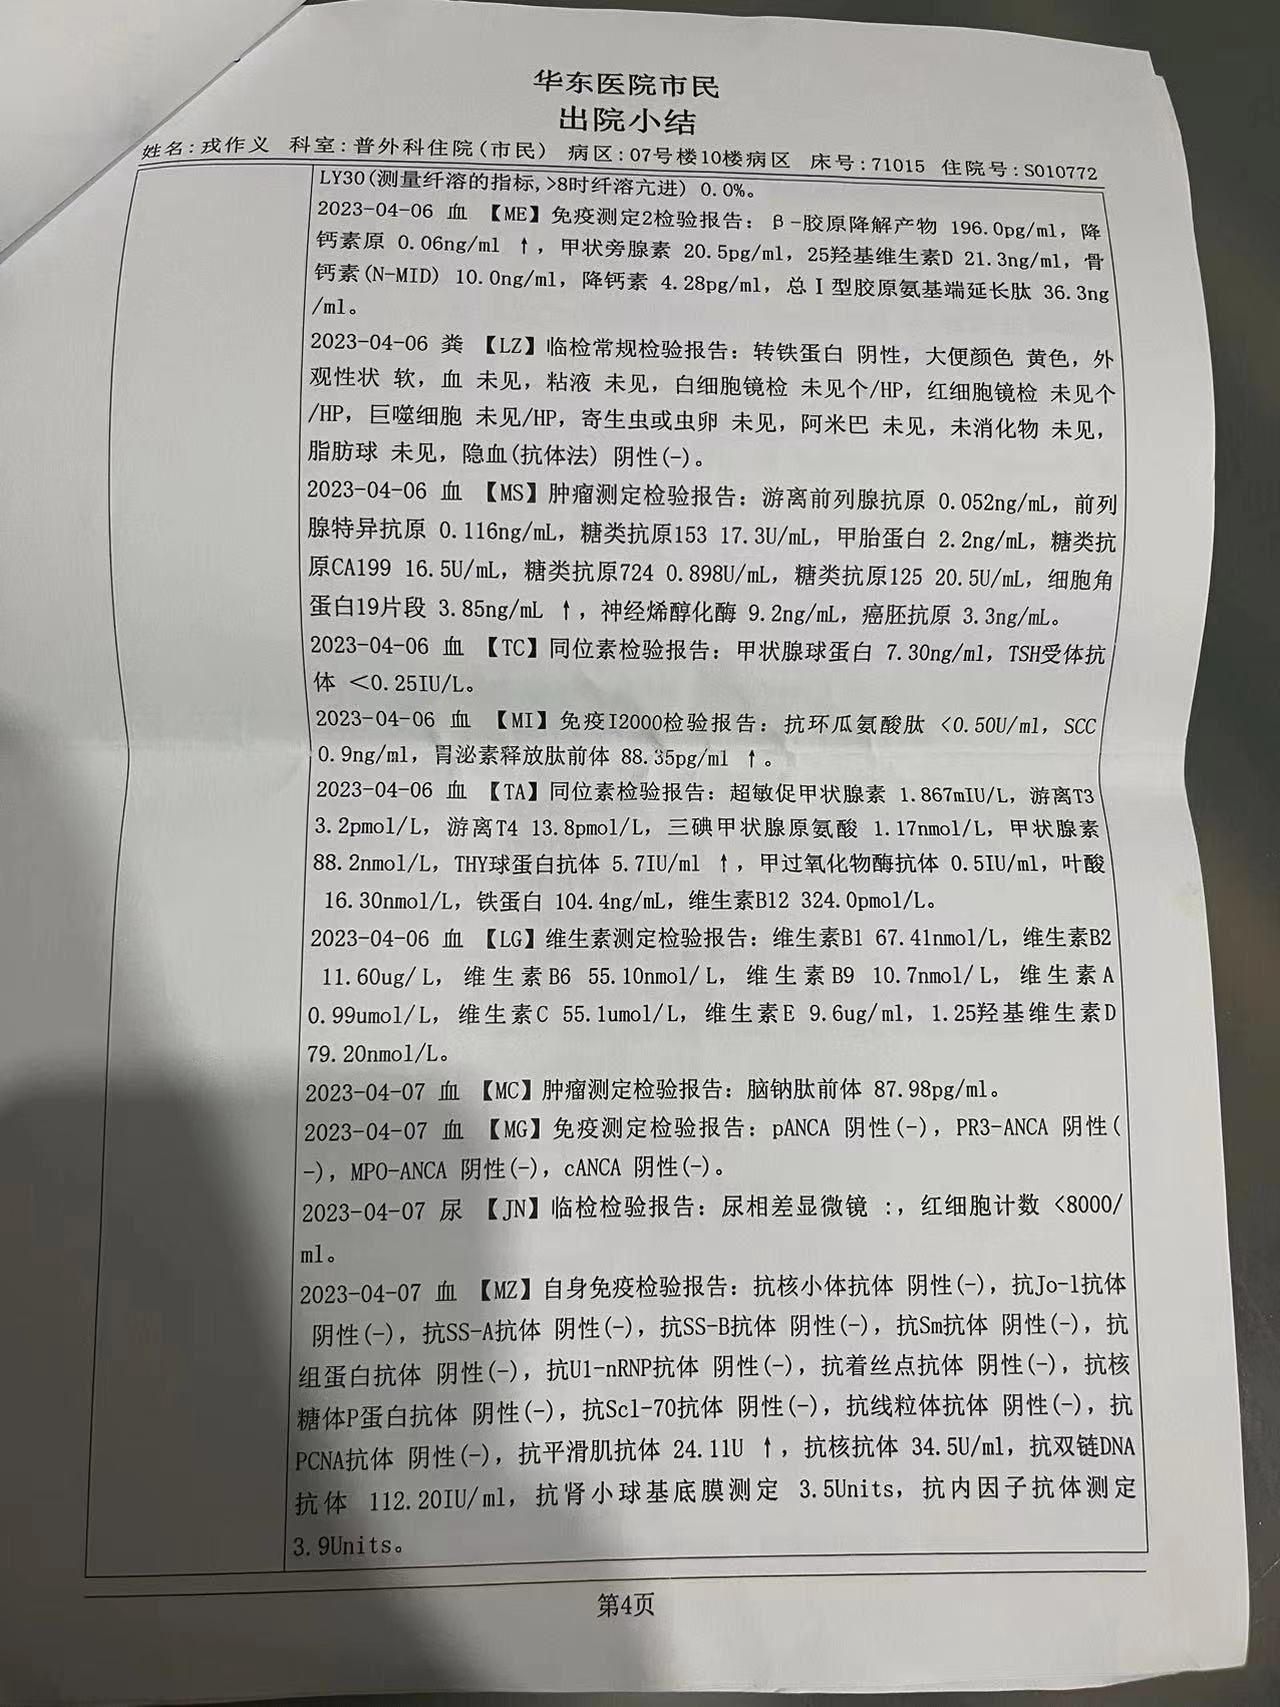 华东医院市民
出院小结
姓名:戎作义 科室:普外科住院(市民) 病区:07号楼10楼病区 床号:71015 住院号:S010772
LY30(测量纤溶的指标,>8时纤溶亢进) 0.0%。
2023-04-06 血 【ME】免疫测定2检验报告: β-胶原降解产物 196.0pg/ml, 降
钙素原 0.06ng/ml ↑, 甲状旁腺素 20.5pg/ml, 25羟基维生素D 21.3ng/ml, 骨
钙素(N-MID) 10.0ng/ml, 降钙素 4.28pg/ml, 总Ⅰ型胶原氨基端延长肽 36.3ng
/ml。
2023-04-06 粪 【LZ】临检常规检验报告: 转铁蛋白 阴性, 大便颜色 黄色, 外
观性状 软, 血 未见, 粘液 未见, 白细胞镜检 未见个/HP, 红细胞镜检 未见个
/HP, 巨噬细胞 未见/HP, 寄生虫或虫卵 未见, 阿米巴 未见, 未消化物 未见,
脂肪球 未见, 隐血(抗体法) 阴性(-)。
2023-04-06 血 【MS】肿瘤测定检验报告: 游离前列腺抗原 0.052ng/mL, 前列
腺特异抗原 0.116ng/mL, 糖类抗原153 17.3U/mL, 甲胎蛋白 2.2ng/mL, 糖类抗
原CA199 16.5U/mL, 糖类抗原724 0.898U/mL, 糖类抗原125 20.5U/mL, 细胞角
蛋白19片段 3.85ng/mL ↑, 神经烯醇化酶 9.2ng/mL, 癌胚抗原 3.3ng/mL。
2023-04-06 血 【TC】同位素检验报告: 甲状腺球蛋白 7.30ng/ml, TSH受体抗
体 <0.25IU/L。
2023-04-06 血 【MI】免疫I2000检验报告: 抗环瓜氨酸肽 <0.50U/ml, SCC
0.9ng/ml, 胃泌素释放肽前体 88.35pg/ml ↑。
2023-04-06 血 【TA】同位素检验报告: 超敏促甲状腺素 1.867mIU/L, 游离T3
3.2pmol/L, 游离T4 13.8pmol/L, 三碘甲状腺原氨酸 1.17nmol/L, 甲状腺素
88.2nmol/L, THY球蛋白抗体 5.7IU/ml ↑, 甲过氧化物酶抗体 0.5IU/ml, 叶酸
16.30nmol/L, 铁蛋白 104.4ng/mL, 维生素B12 324.0pmol/L。
2023-04-06 血 【LG】维生素测定检验报告: 维生素B1 67.41nmol/L, 维生素B2
11.60ug/L, 维生素B6 55.10nmol/L, 维生素B9 10.7nmol/L, 维生素A
0.99umol/L, 维生素C 55.1umol/L, 维生素E 9.6ug/ml, 1.25羟基维生素D
79.20nmol/L。
2023-04-07 血 【MC】肿瘤测定检验报告: 脑钠肽前体 87.98pg/ml。
2023-04-07 血 【MG】免疫测定检验报告: pANCA 阴性(-), PR3-ANCA 阴性(
-), MPO-ANCA 阴性(-), cANCA 阴性(-)。
2023-04-07 尿 【JN】临检检验报告: 尿相差显微镜 :, 红细胞计数 <8000/
ml。
2023-04-07 血 【MZ】自身免疫检验报告: 抗核小体抗体 阴性(-), 抗Jo-1抗体
阴性(-), 抗SS-A抗体 阴性(-), 抗SS-B抗体 阴性(-), 抗Sm抗体 阴性(-), 抗
组蛋白抗体 阴性(-), 抗U1-nRNP抗体 阴性(-), 抗着丝点抗体 阴性(-), 抗核
糖体P蛋白抗体 阴性(-), 抗Scl-70抗体 阴性(-), 抗线粒体抗体 阴性(-), 抗
PCNA抗体 阴性(-), 抗平滑肌抗体 24.11U ↑, 抗核抗体 34.5U/ml, 抗双链DNA
抗体 112.20IU/ml, 抗肾小球基底膜测定 3.5Units, 抗内因子抗体测定
3.9Units。
第4页